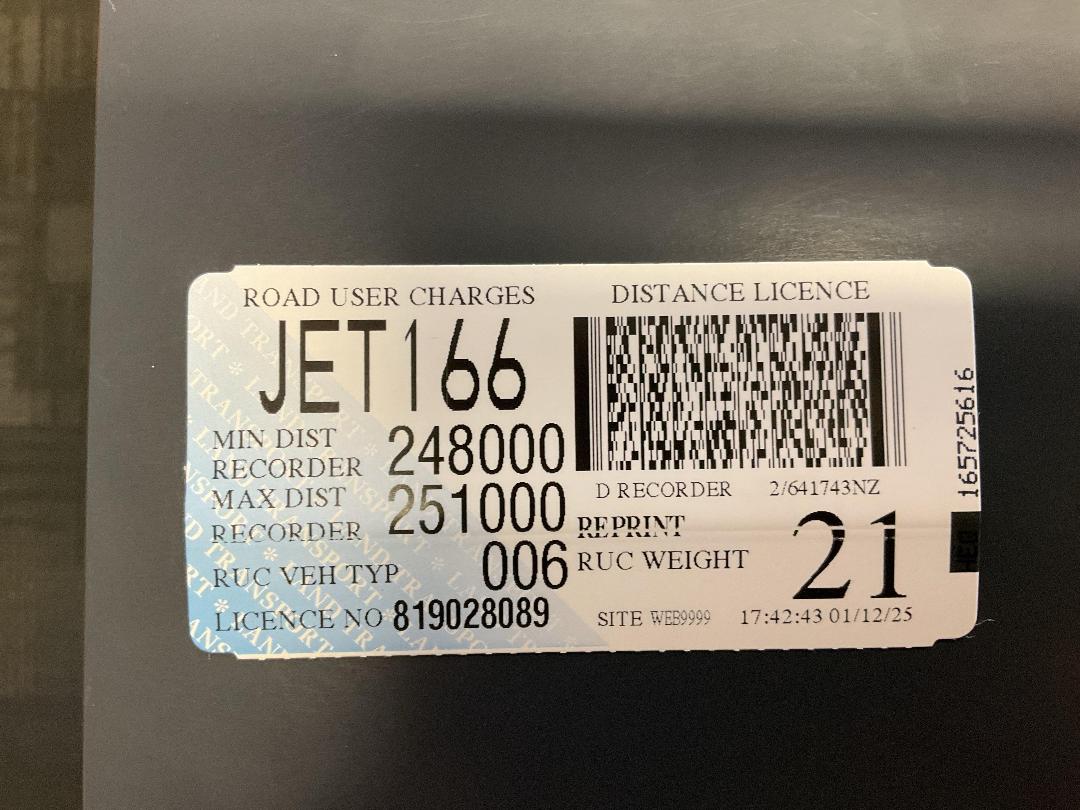 ROAD USER CHARGES
DISTANCE LICENCE
JET166
MIN DIST
RECORDER 248000
MAX DIST
RECORDER 251000
RUC VEH TYP 006
LICENCE NO 819028089
D RECORDER 2/641743NZ
REPRINT
RUC WEIGHT 21
SITE WEB9999 17:42:43 01/12/25
165725616